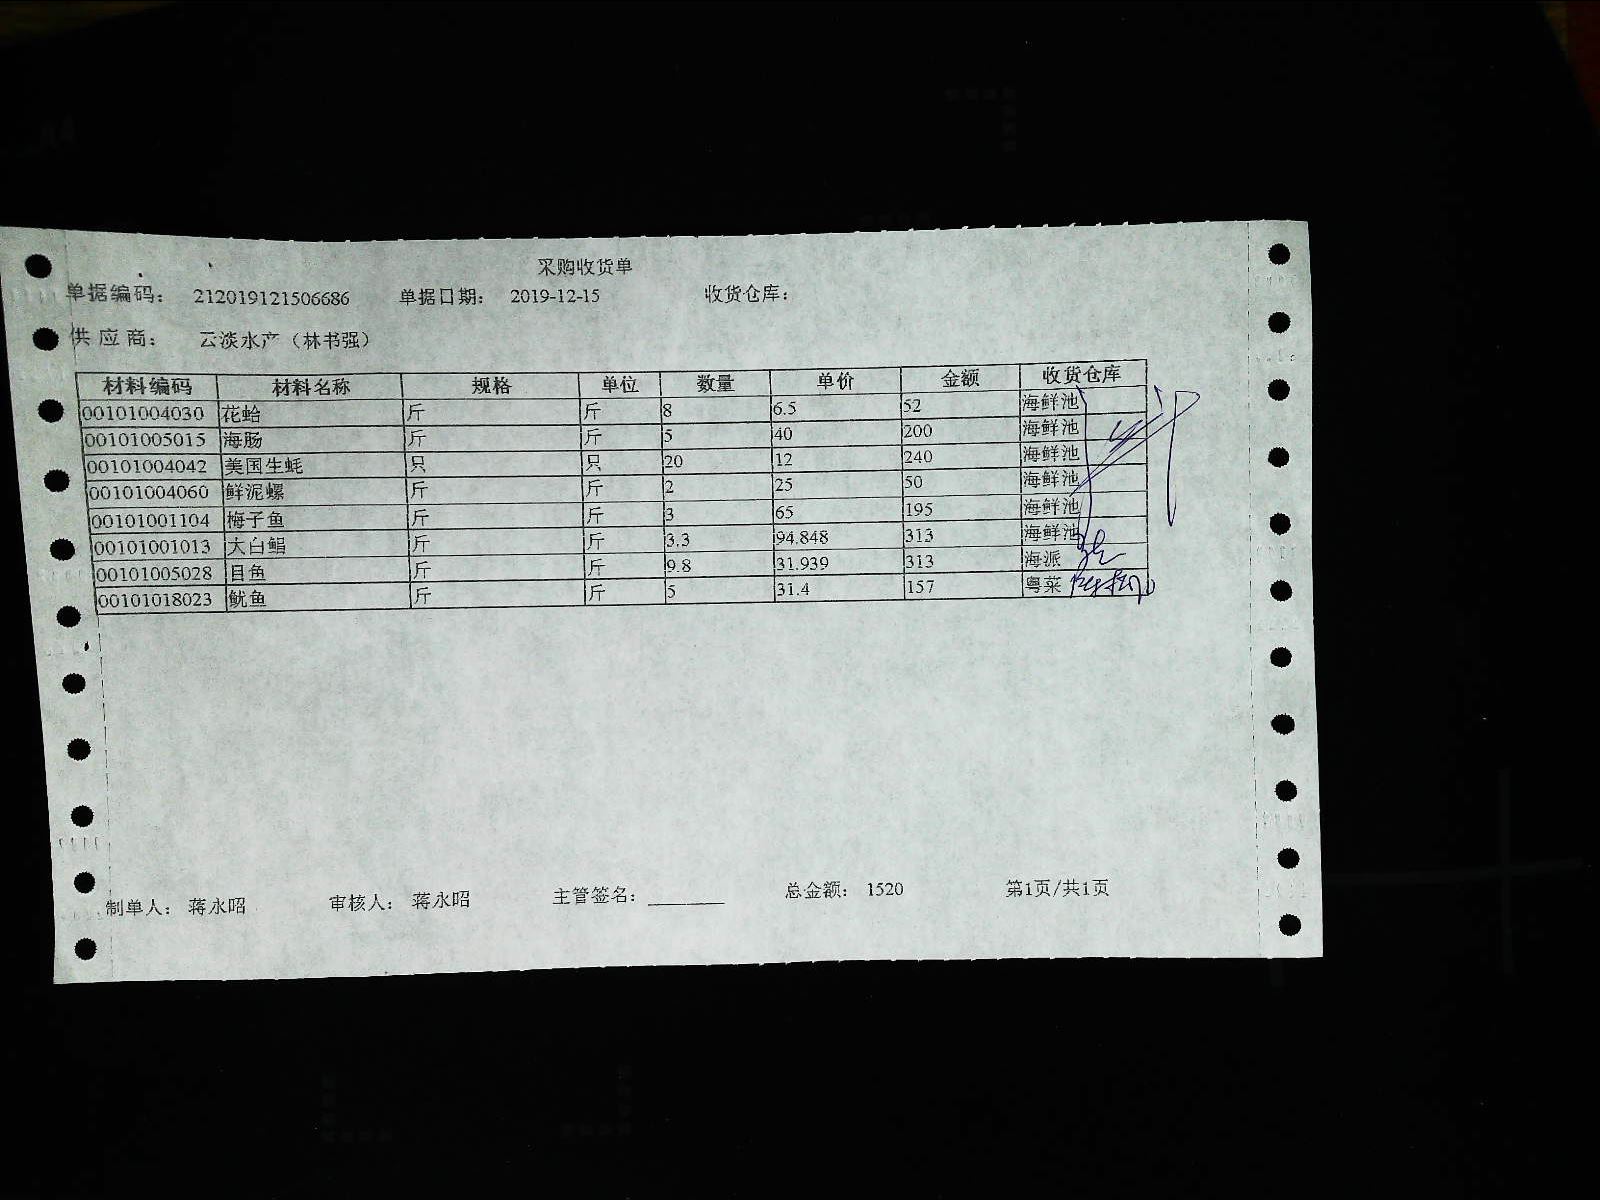 采购收货单
单据编码: 212019121506686 单据日期: 2019-12-15 收货仓库:
供应商: 云淡水产（林书强）
材料编码 材料名称 规格 单位 数量 单价 金额 收货仓库
00101004030 花蛤 斤 斤 8 6.5 52 海鲜池
00101005015 海肠 斤 斤 5 40 200 海鲜池
00101004042 美国生蚝 只 只 20 12 240 海鲜池
00101004060 鲜泥螺 斤 斤 2 25 50 海鲜池
00101001104 梅子鱼 斤 斤 3 65 195 海鲜池
00101001013 大白鲳 斤 斤 3.3 94.848 313 海鲜池
00101005028 目鱼 斤 斤 9.8 31.939 313 海派
00101018023 鱿鱼 斤 斤 5 31.4 157 粤菜
制单人: 蒋永昭 审核人: 蒋永昭 主管签名: 总金额: 1520 第1页/共1页